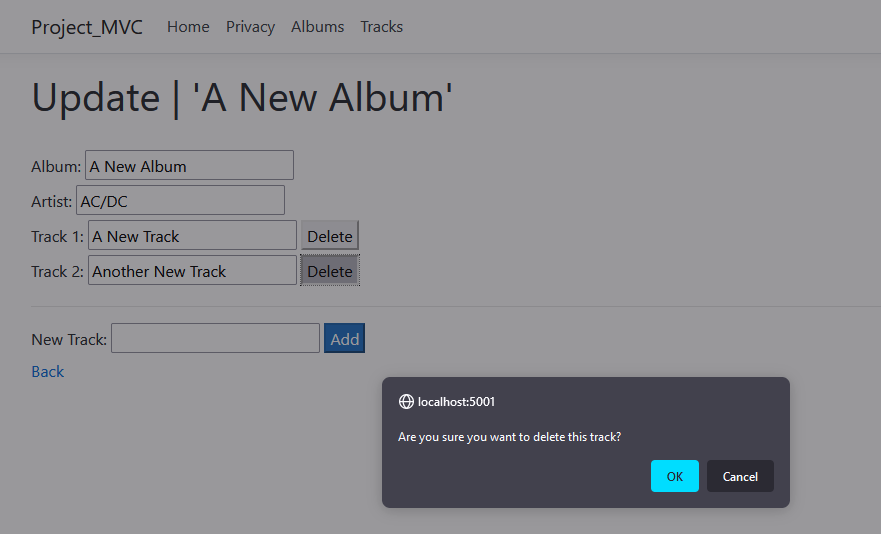 Project_MVC Home Privacy Albums Tracks
Update | 'A New Album'
Album: A New Album
Artist: AC/DC
Track 1: A New Track Delete
Track 2: Another New Track Delete
New Track: Add
Back
localhost:5001
Are you sure you want to delete this track?
OK Cancel